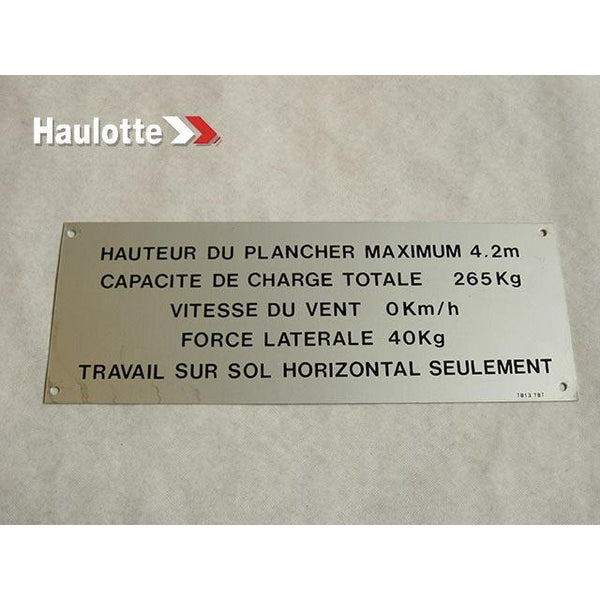 Haulotte
HAUTEUR DU PLANCHER MAXIMUM 4.2m
CAPACITE DE CHARGE TOTALE 265Kg
VITESSE DU VENT 0Km/h
FORCE LATERALE 40Kg
TRAVAIL SUR SOL HORIZONTAL SEULEMENT